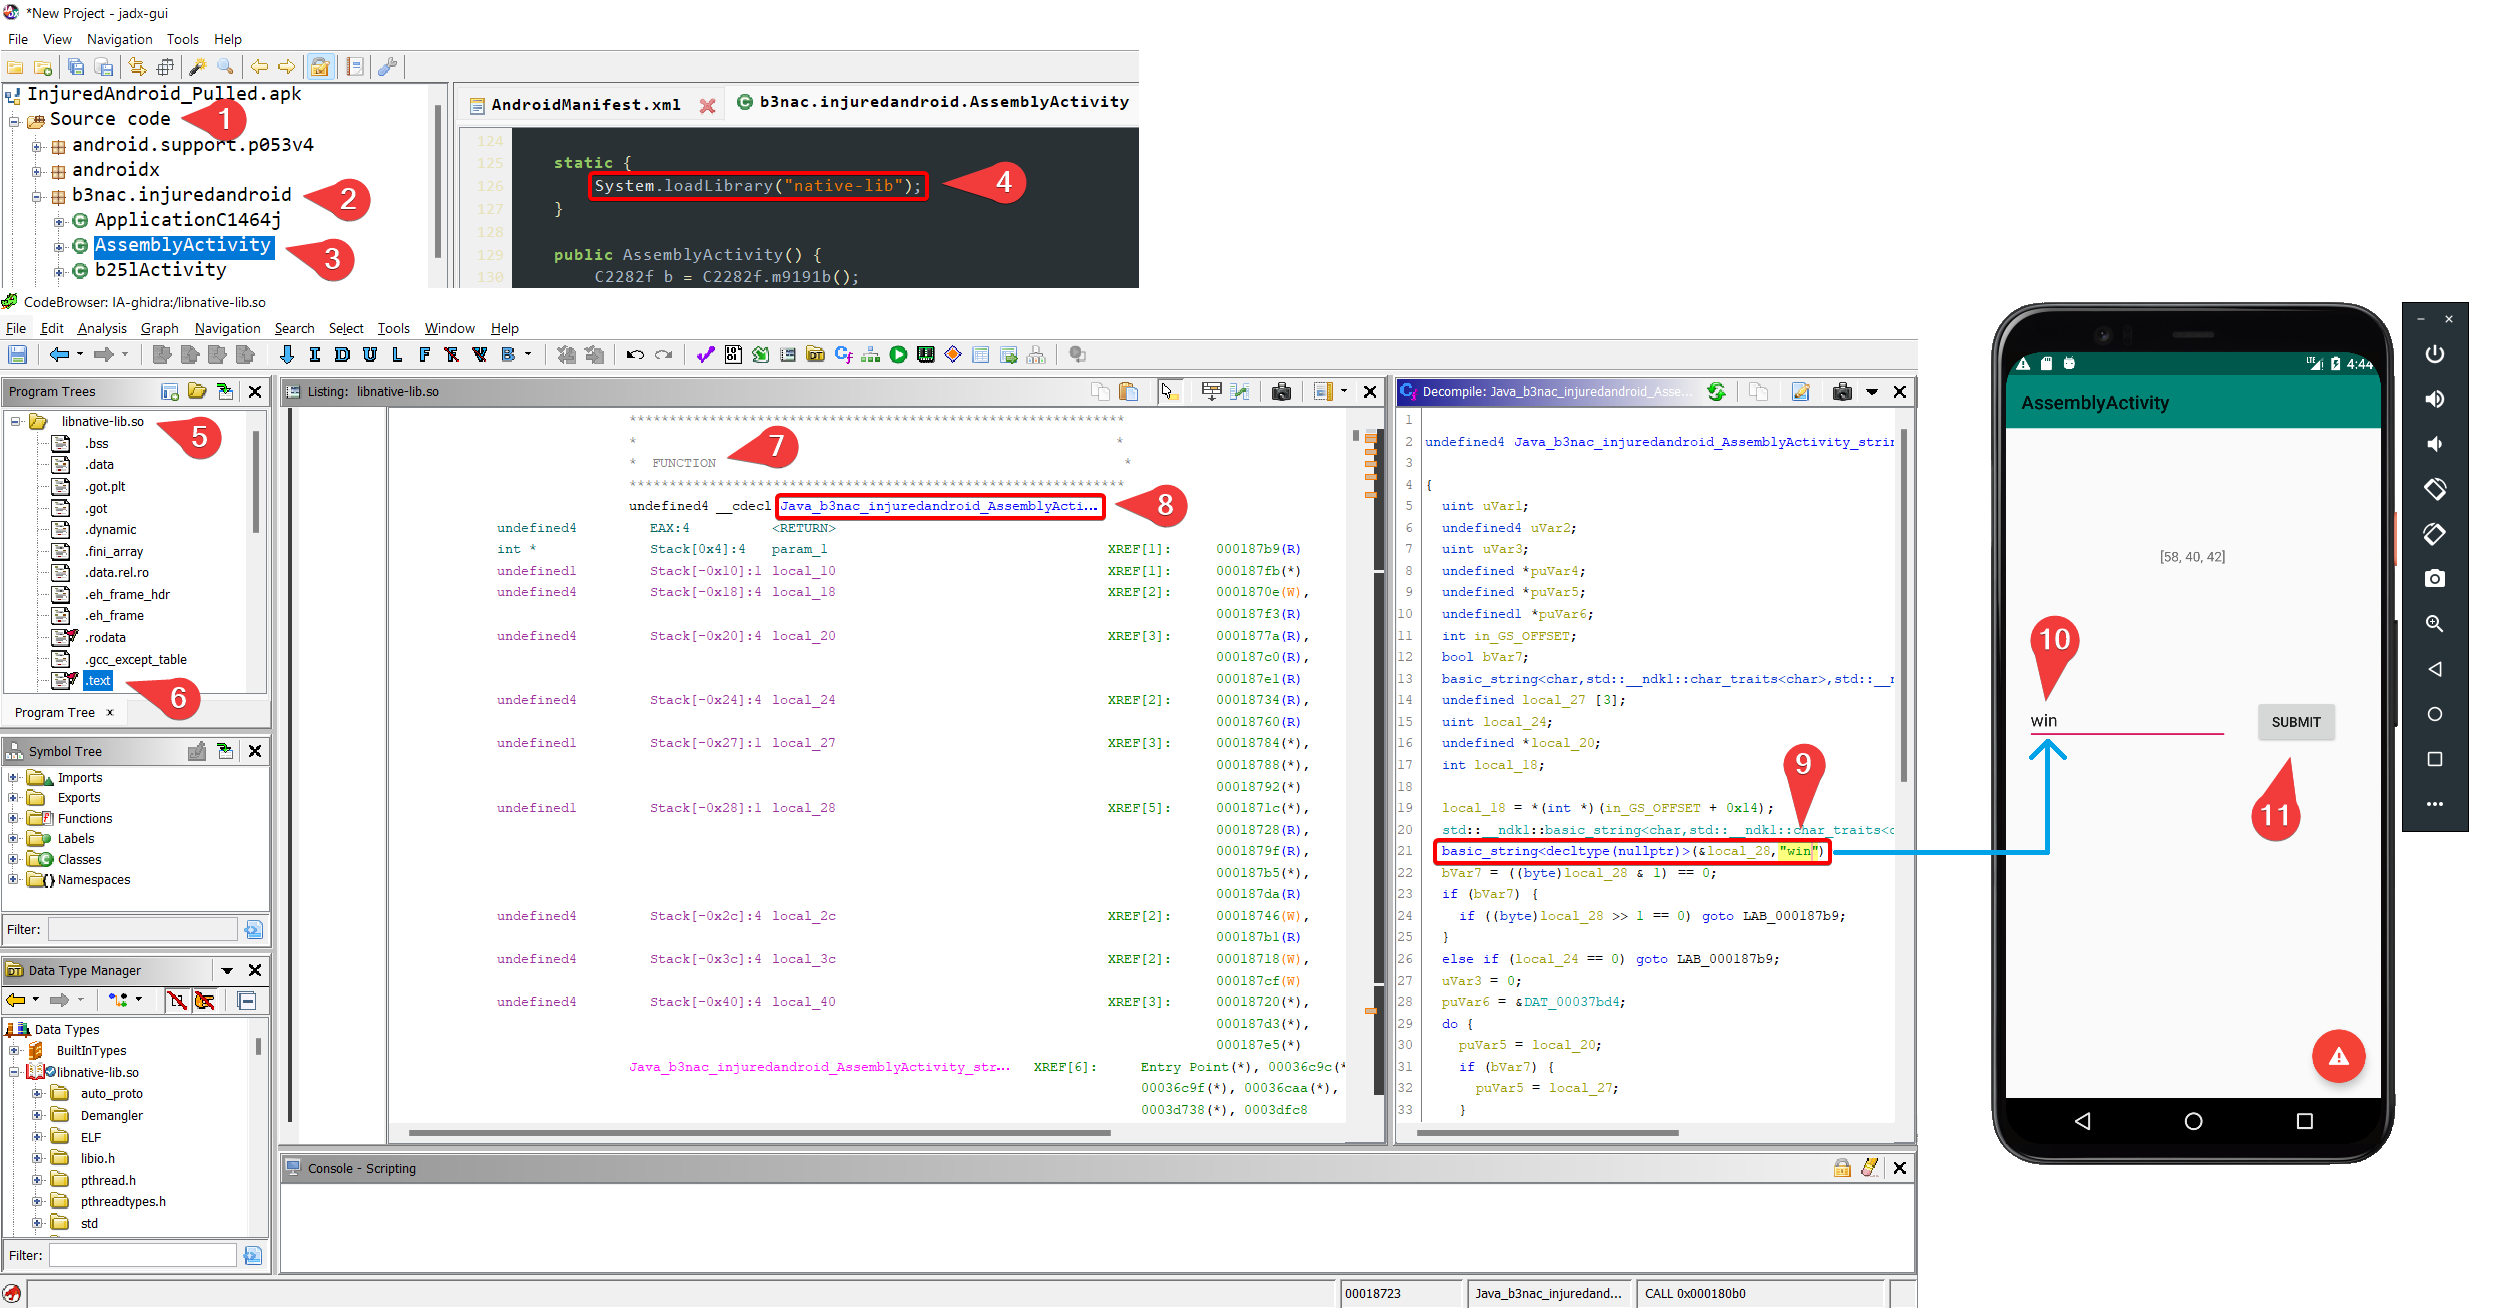 *New Project - jadx-gui
File View Navigation Tools Help
InjuredAndroid_Pulled.apk
Source code
1
android.support.p053v4
androidx
b3nac.injuredandroid
2
ApplicationC1464j
AssemblyActivity
3
b25lActivity
AndroidManifest.xml
b3nac.injuredandroid.AssemblyActivity
124
125 static {
126 System.loadLibrary("native-lib");
4
127 }
128
129 public AssemblyActivity() {
130 C2282f b = C2282f.m9191b();
CodeBrowser: IA-ghidra:/libnative-lib.so
File Edit Analysis Graph Navigation Search Select Tools Window Help
I D U L F
B
Program Trees
libnative-lib.so
5
.bss
.data
.got.plt
.got
.dynamic
.fini_array
.data.rel.ro
.eh_frame_hdr
.eh_frame
.rodata
.gcc_except_table
.text
6
Program Tree x
Symbol Tree
Imports
Exports
Functions
Labels
Classes
Namespaces
Filter:
Data Type Manager
Data Types
BuiltInTypes
libnative-lib.so
auto_proto
Demangler
ELF
libio.h
pthread.h
pthreadtypes.h
std
Filter:
Listing: libnative-lib.so
* FUNCTION *
7
undefined4 __cdecl Java_b3nac_injuredandroid_AssemblyActi...
8
undefined4 EAX:4 <RETURN>
int * Stack[0x4]:4 param_1 XREF[1]: 000187b9(R)
undefined1 Stack[-0x10]:1 local_10 XREF[1]: 000187fb(*)
undefined4 Stack[-0x18]:4 local_18 XREF[2]: 0001870e(W),
000187f3(R)
undefined4 Stack[-0x20]:4 local_20 XREF[3]: 0001877a(R),
000187c0(R),
000187e1(R)
undefined4 Stack[-0x24]:4 local_24 XREF[2]: 00018734(R),
00018760(R)
undefined1 Stack[-0x27]:1 local_27 XREF[3]: 00018784(*),
00018788(*),
00018792(*)
undefined1 Stack[-0x28]:1 local_28 XREF[5]: 0001871c(*),
00018728(R),
0001879f(R),
000187b5(*),
000187da(R)
undefined4 Stack[-0x2c]:4 local_2c XREF[2]: 00018746(W),
000187b1(R)
undefined4 Stack[-0x3c]:4 local_3c XREF[2]: 00018718(W),
000187cf(W)
undefined4 Stack[-0x40]:4 local_40 XREF[3]: 00018720(*),
000187d3(*),
000187e5(*)
Java_b3nac_injuredandroid_AssemblyActivity_str... XREF[6]: Entry Point(*), 00036c9c(*
00036c9f(*), 00036caa(*),
0003d738(*), 0003dfc8
Decompile: Java_b3nac_injuredandroid_Asse...
1
2 undefined4 Java_b3nac_injuredandroid_AssemblyActivity_strin
3
4 {
5 uint uVar1;
6 undefined4 uVar2;
7 uint uVar3;
8 undefined *puVar4;
9 undefined *puVar5;
10 undefined1 *puVar6;
11 int in_GS_OFFSET;
12 bool bVar7;
13 basic_string<char,std::__ndk1::char_traits<char>,std::__n
14 undefined local_27 [3];
15 uint local_24;
16 undefined *local_20;
17 int local_18;
18
9
19 local_18 = *(int *)(in_GS_OFFSET + 0x14);
20 std::__ndk1::basic_string<char,std::__ndk1::char_traits<c
21 basic_string<decltype(nullptr)>(&local_28,"win")
22 bVar7 = ((byte)local_28 & 1) == 0;
23 if (bVar7) {
24 if ((byte)local_28 >> 1 == 0) goto LAB_000187b9;
25 }
26 else if (local_24 == 0) goto LAB_000187b9;
27 uVar3 = 0;
28 puVar6 = &DAT_00037bd4;
29 do {
30 puVar5 = local_20;
31 if (bVar7) {
32 puVar5 = local_27;
33 }
Console - Scripting
00018723
Java_b3nac_injuredand...
CALL 0x000180b0
LTE 4:44
AssemblyActivity
[58, 40, 42]
10
win
SUBMIT
11